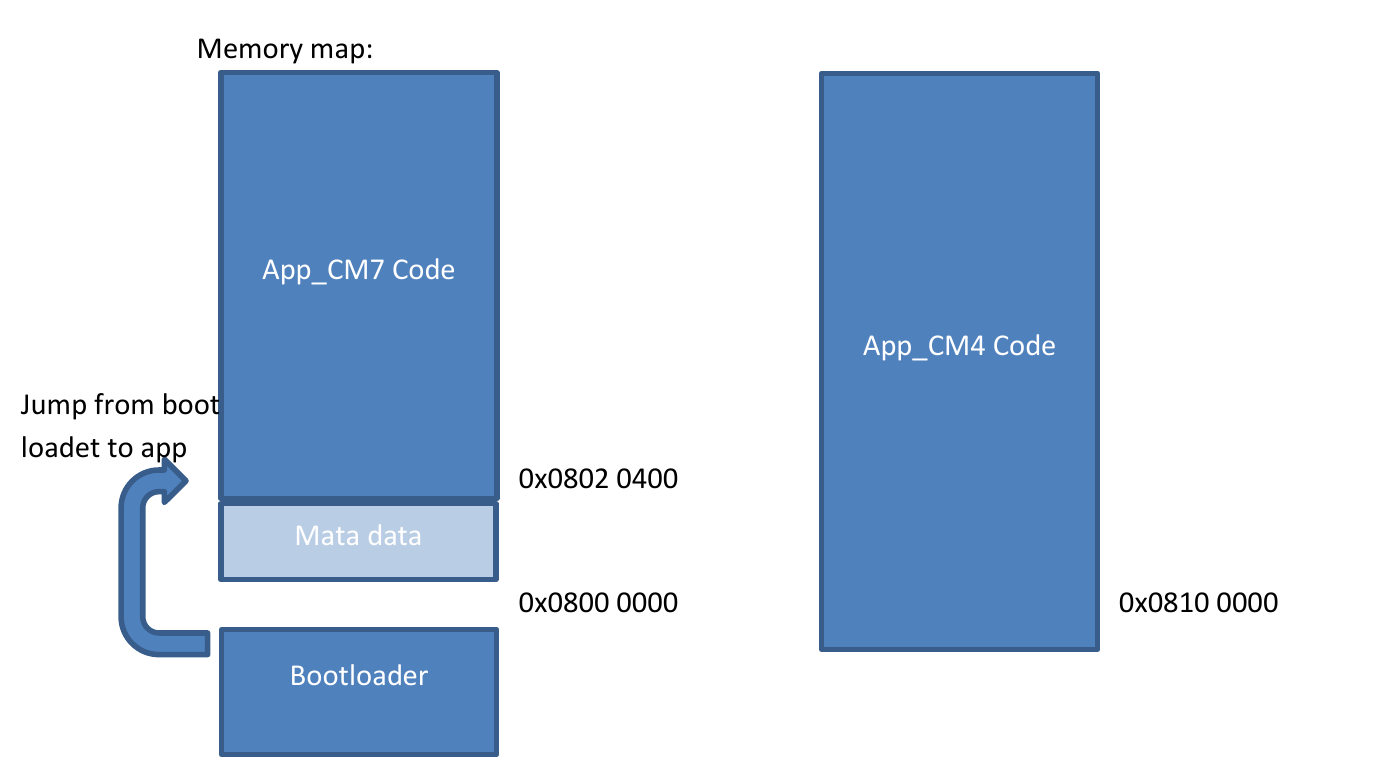 Memory map:
App_CM7 Code
App_CM4 Code
Jump from boot
loadet to app
0x0802 0400
Mata data
0x0800 0000
0x0810 0000
Bootloader